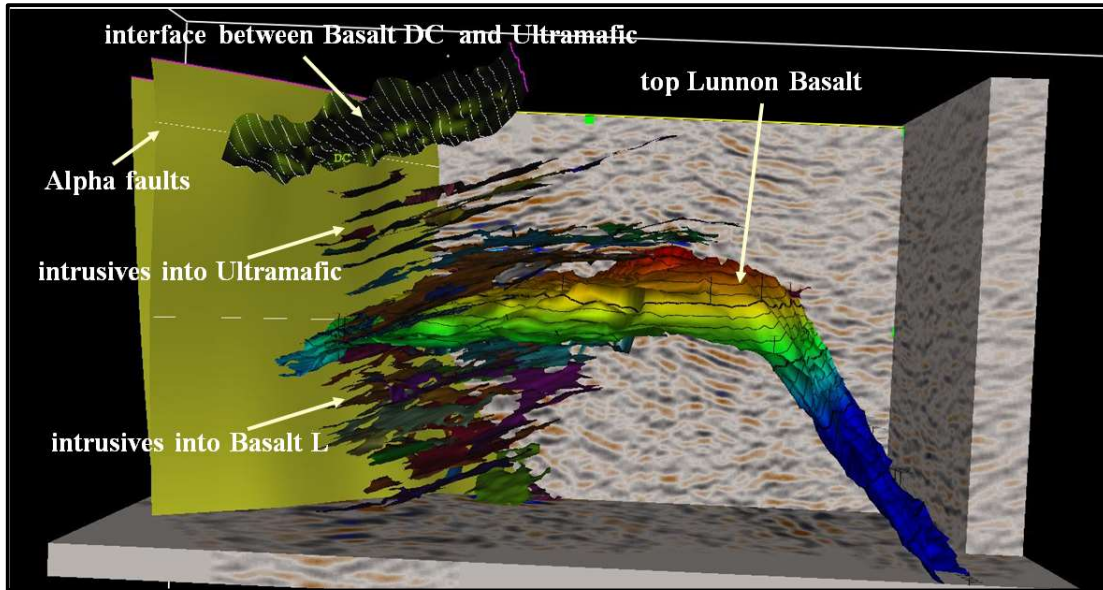 interface between Basalt DC and Ultramafic
top Lunnon Basalt
DC
Alpha faults
intrusives into Ultramafic
intrusives into Basalt L